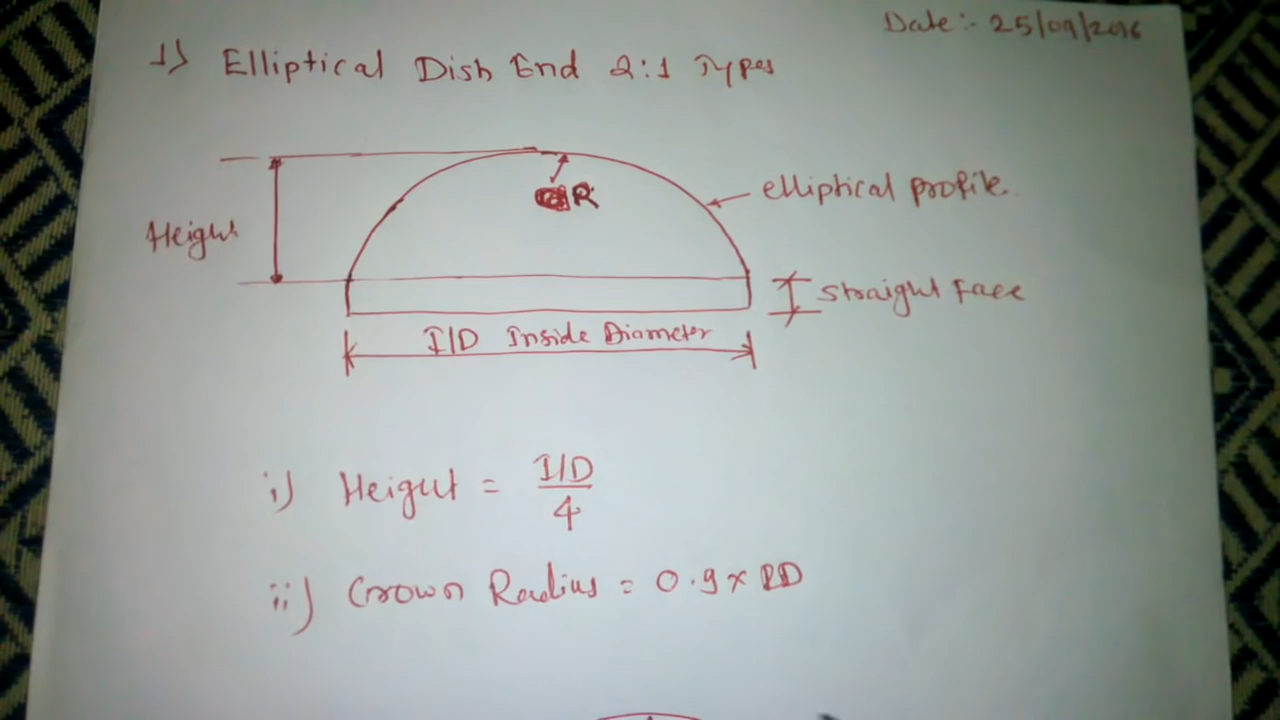 Date :- 25/09/2016
1) Elliptical Dish End 2:1 Types
R
elliptical profile.
Height
straight Face
I/D Inside Diameter
i) Height = I/D
4
ii) Crown Radius = 0.9 x ID